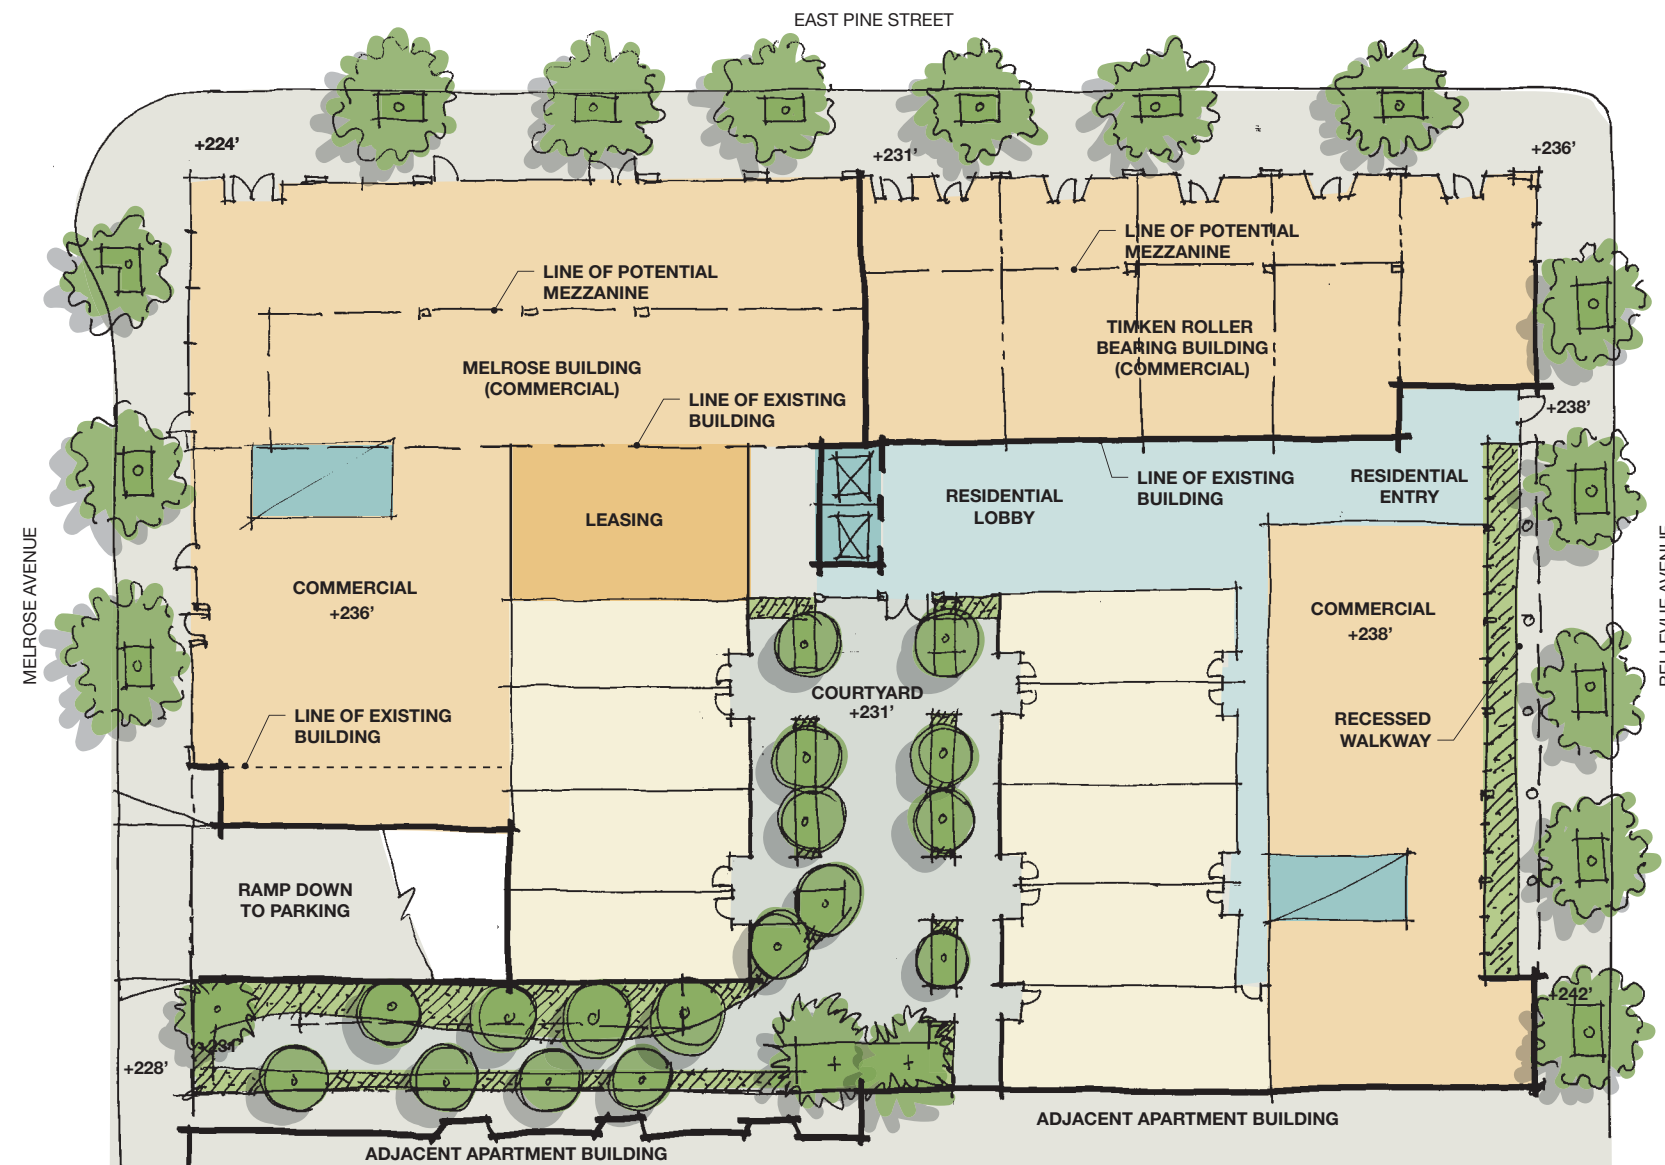 EAST PINE STREET
+224’
+231’
+236’
LINE OF POTENTIAL
MEZZANINE
LINE OF POTENTIAL
MEZZANINE
TIMKEN ROLLER
BEARING BUILDING
(COMMERCIAL)
MELROSE BUILDING
(COMMERCIAL)
LINE OF EXISTING
BUILDING
+238’
LINE OF EXISTING
BUILDING
RESIDENTIAL
ENTRY
RESIDENTIAL
LOBBY
LEASING
MELROSE AVENUE
BELLEVUE AVENUE
COMMERCIAL
+236’
COMMERCIAL
+238’
COURTYARD
+231’
LINE OF EXISTING
BUILDING
RECESSED
WALKWAY
RAMP DOWN
TO PARKING
+242’
+231’
+228’
ADJACENT APARTMENT BUILDING
ADJACENT APARTMENT BUILDING